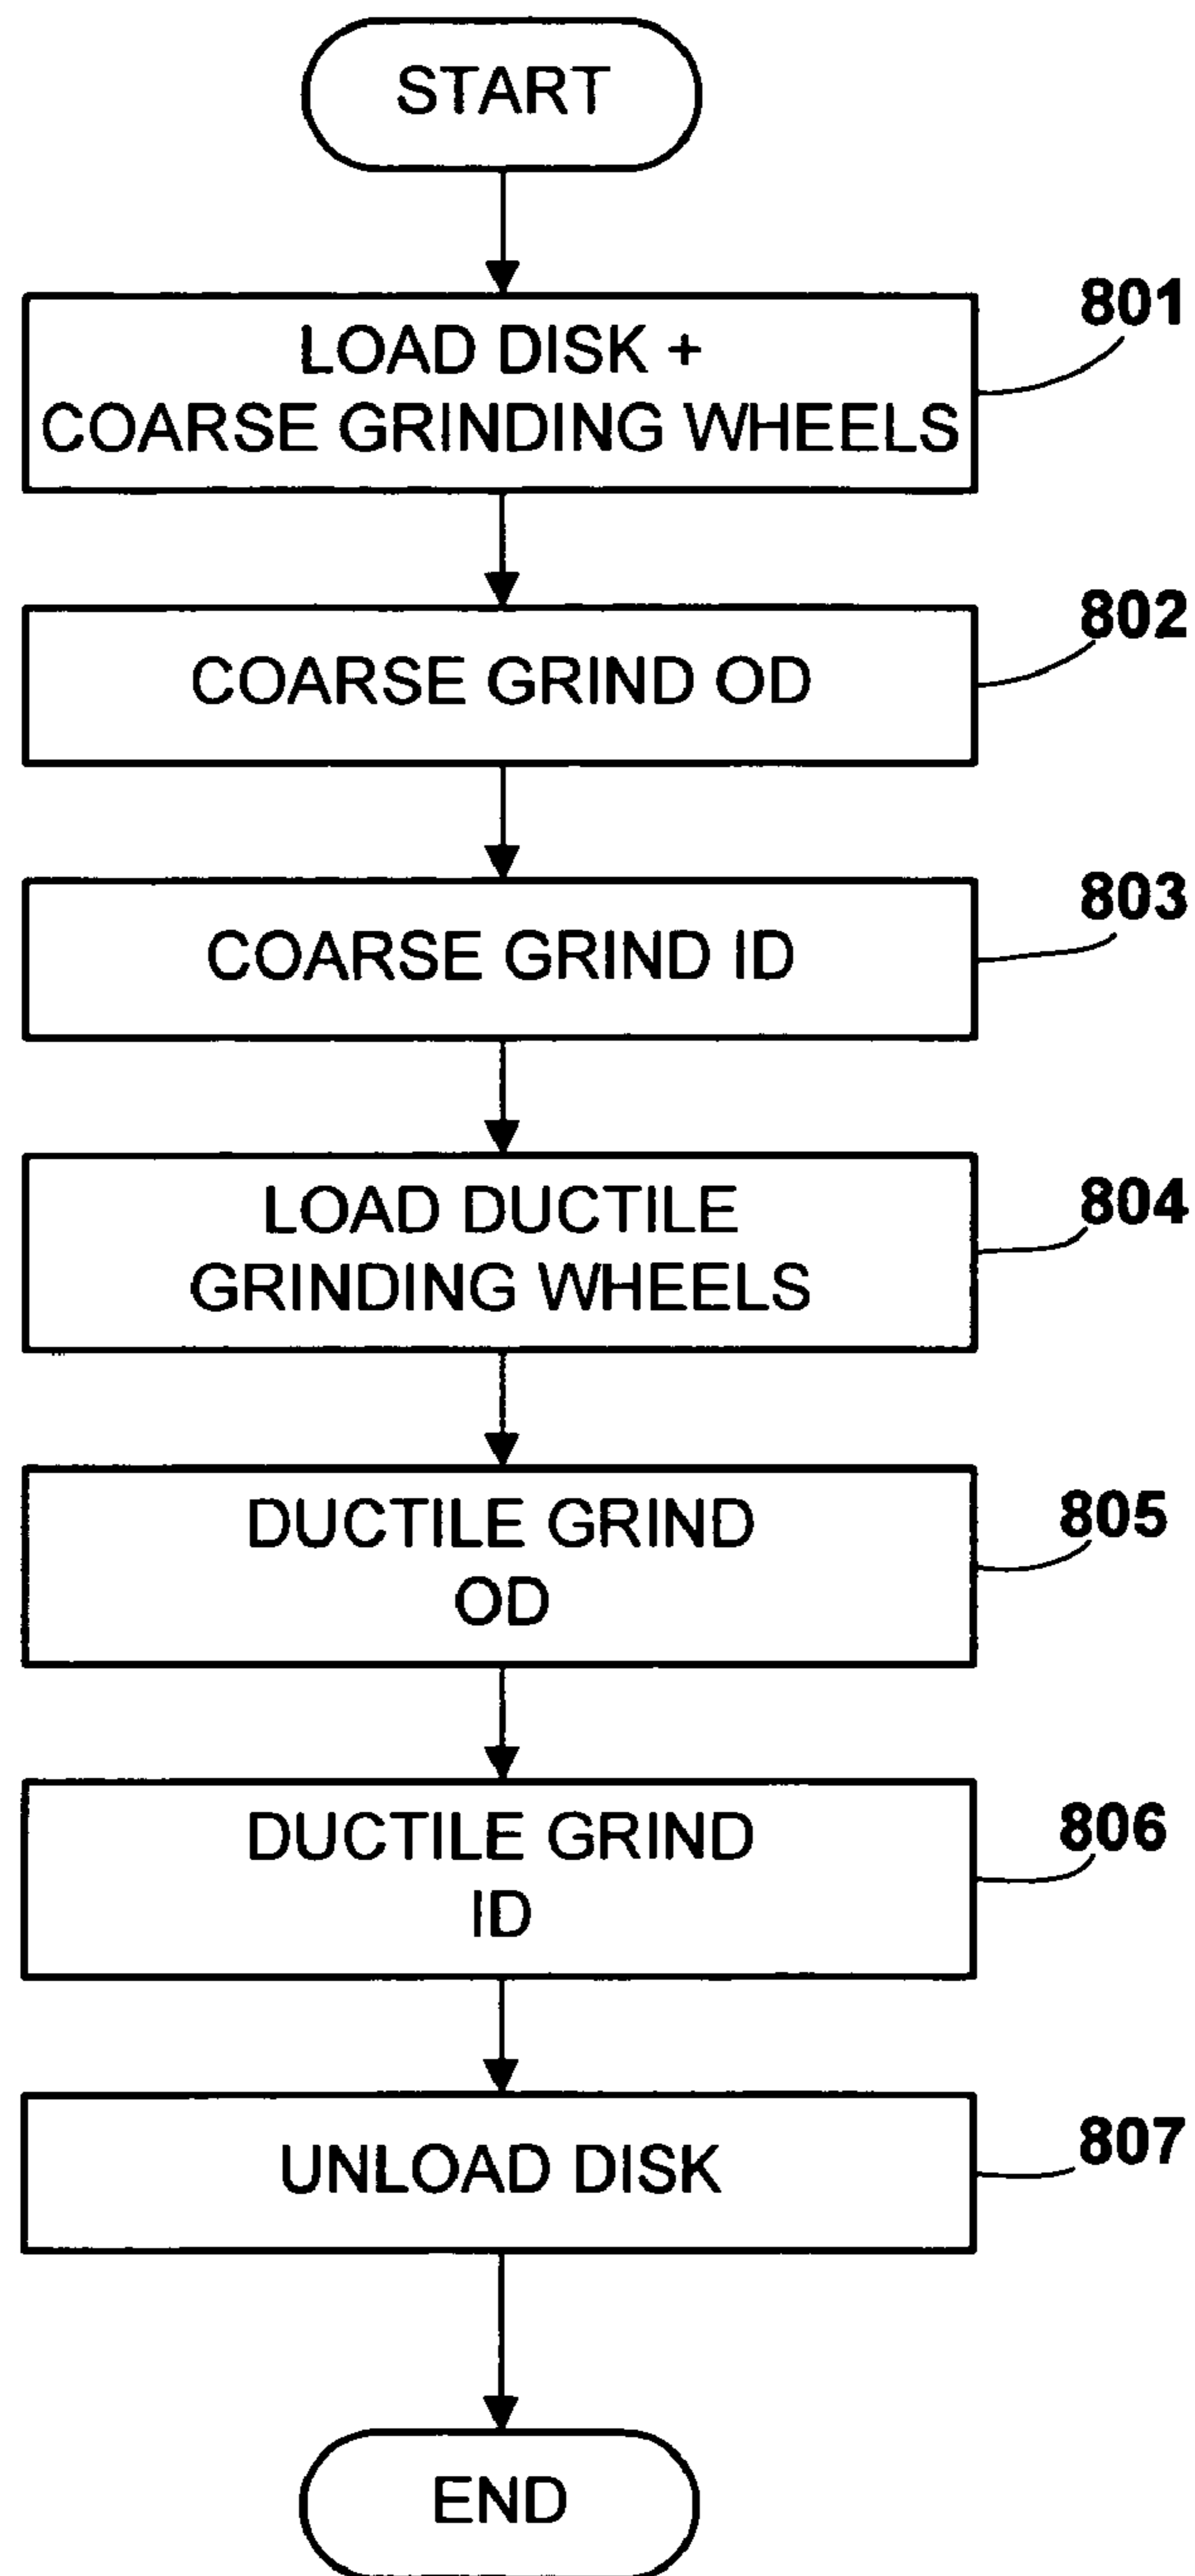 START
LOAD DISK +
COARSE GRINDING WHEELS
801
COARSE GRIND OD
802
COARSE GRIND ID
803
LOAD DUCTILE
GRINDING WHEELS
804
DUCTILE GRIND
OD
805
DUCTILE GRIND
ID
806
UNLOAD DISK
807
END